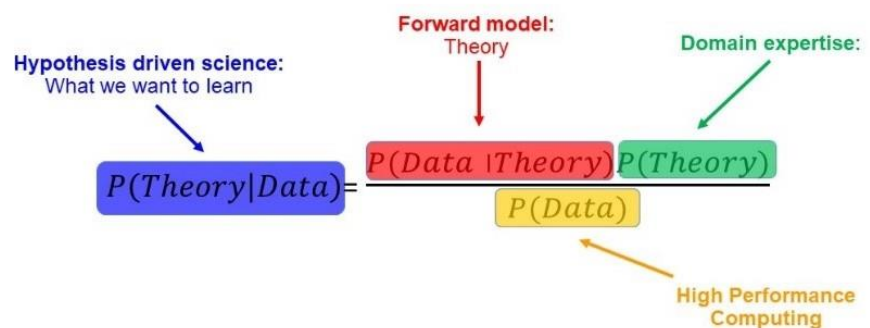 Forward model:
Theory
Domain expertise:
Hypothesis driven science:
What we want to learn
P(Theory|Data)=
P(Data |Theory)P(Theory)
P(Data)
High Performance
Computing